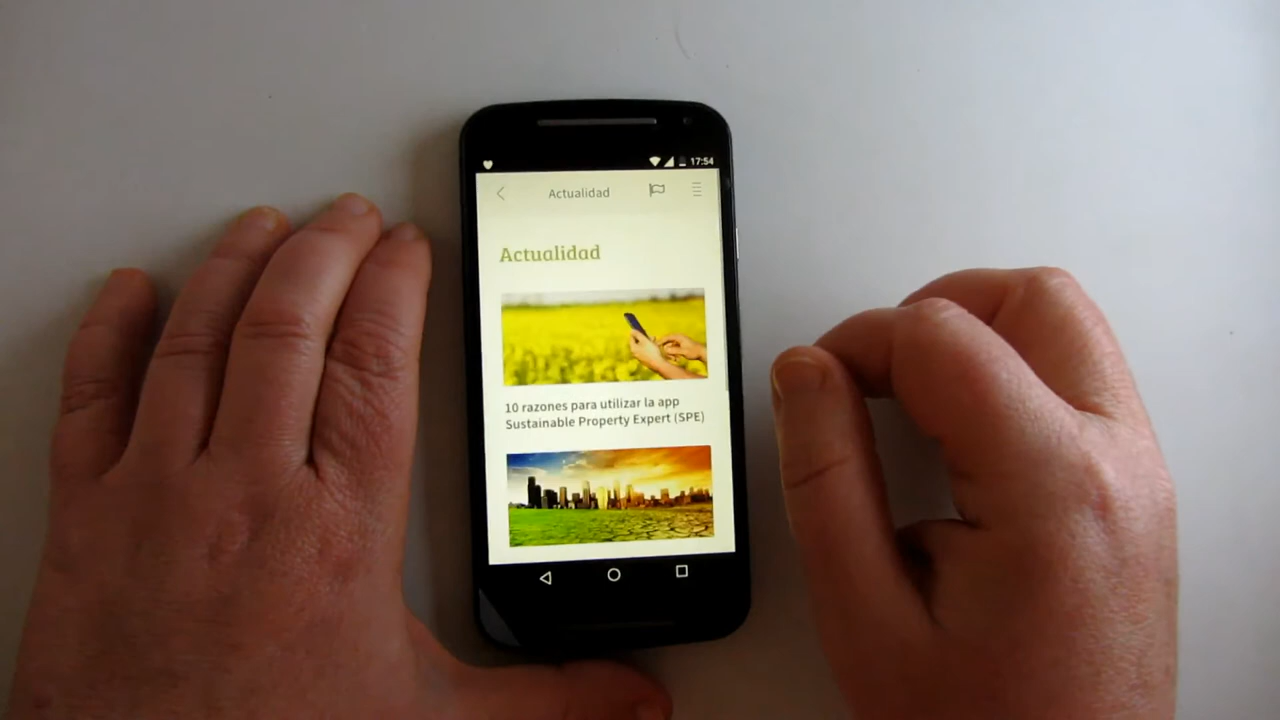 17:54
Actualidad
Actualidad
10 razones para utilizar la app
Sustainable Property Expert (SPE)